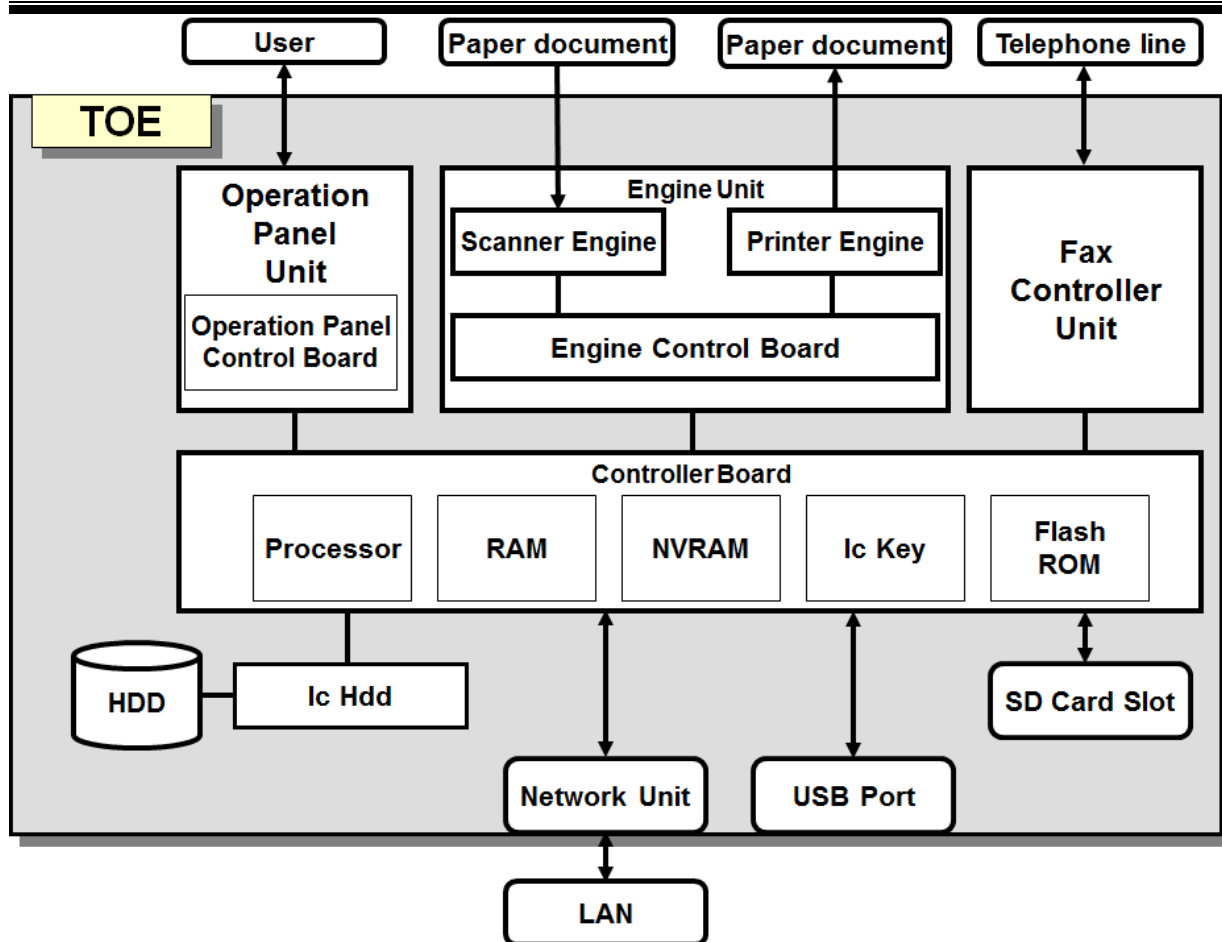 User
Paper document
Paper document
Telephone line
TOE
Operation
Panel
Unit
Operation Panel
Control Board
Engine Unit
Scanner Engine
Printer Engine
Engine Control Board
Fax
Controller
Unit
Controller Board
Processor
RAM
NVRAM
Ic Key
Flash
ROM
HDD
Ic Hdd
SD Card Slot
Network Unit
USB Port
LAN